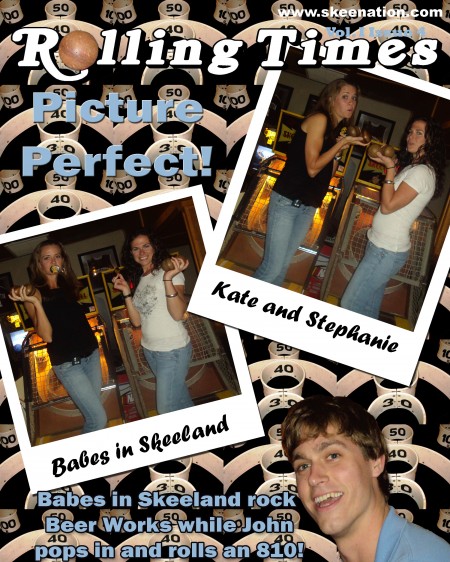 www.skeenation.com
Rolling Times
Picture
Perfect!
Kate and Stephanie
Babes in Skeeland
Babes in Skeeland rock
Beer Works while John
pops in and rolls an 810!